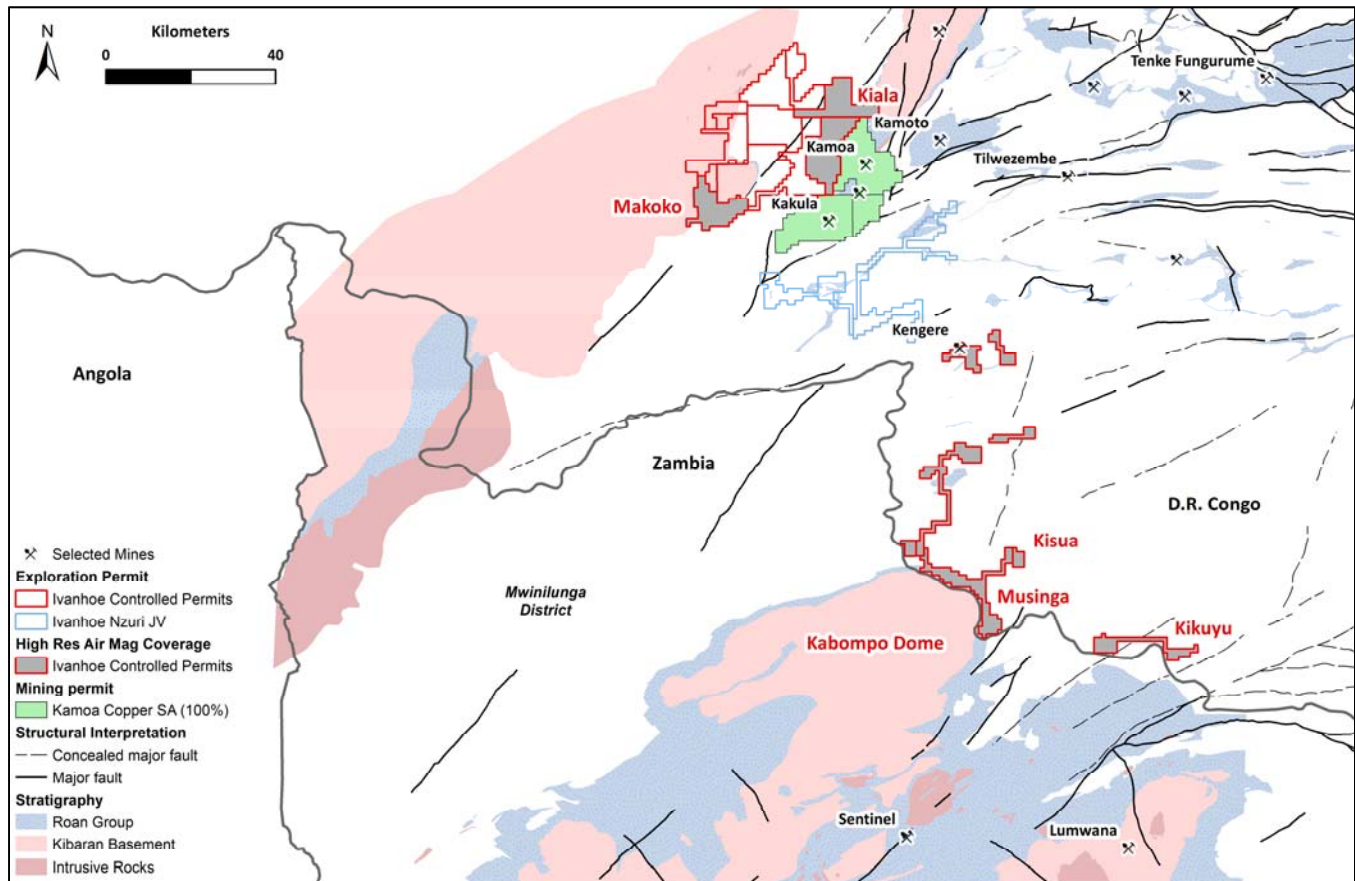 N
Kilometers
0
40
Tenke Fungurume
Kiala
Kamoto
Kamoa
Tilwezembe
Makoko
Kakula
Kengere
Angola
Zambia
D.R. Congo
Kisua
Mwinilunga
District
Musinga
Kikuyu
Kabompo Dome
Sentinel
Lumwana
Selected Mines
Exploration Permit
Ivanhoe Controlled Permits
Ivanhoe Nzuri JV
High Res Air Mag Coverage
Ivanhoe Controlled Permits
Mining permit
Kamoa Copper SA (100%)
Structural Interpretation
Concealed major fault
Major fault
Stratigraphy
Roan Group
Kibaran Basement
Intrusive Rocks